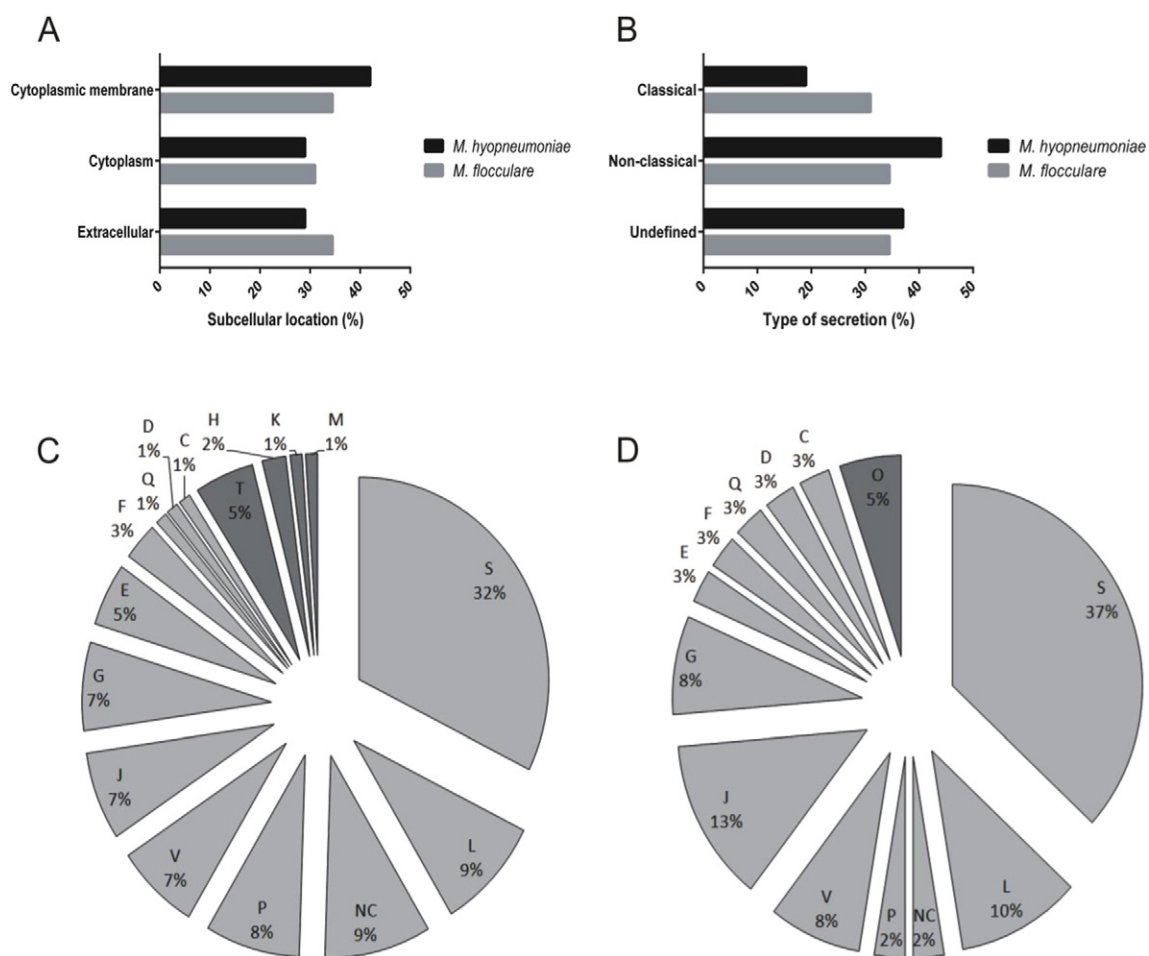 A
Cytoplasmic membrane
Cytoplasm
Extracellular
0 10 20 30 40 50
Subcellular location (%)
M. hyopneumoniae
M. flocculare
B
Classical
Non-classical
Undefined
0 10 20 30 40 50
Type of secretion (%)
M. hyopneumoniae
M. flocculare
C
S
32%
L
9%
NC
9%
P
8%
V
7%
J
7%
G
7%
E
5%
F
3%
Q
1%
D
1%
C
1%
T
5%
H
2%
K
1%
M
1%
D
S
37%
L
10%
NC
2%
P
2%
V
8%
J
13%
G
8%
E
3%
F
3%
Q
3%
D
3%
C
3%
O
5%